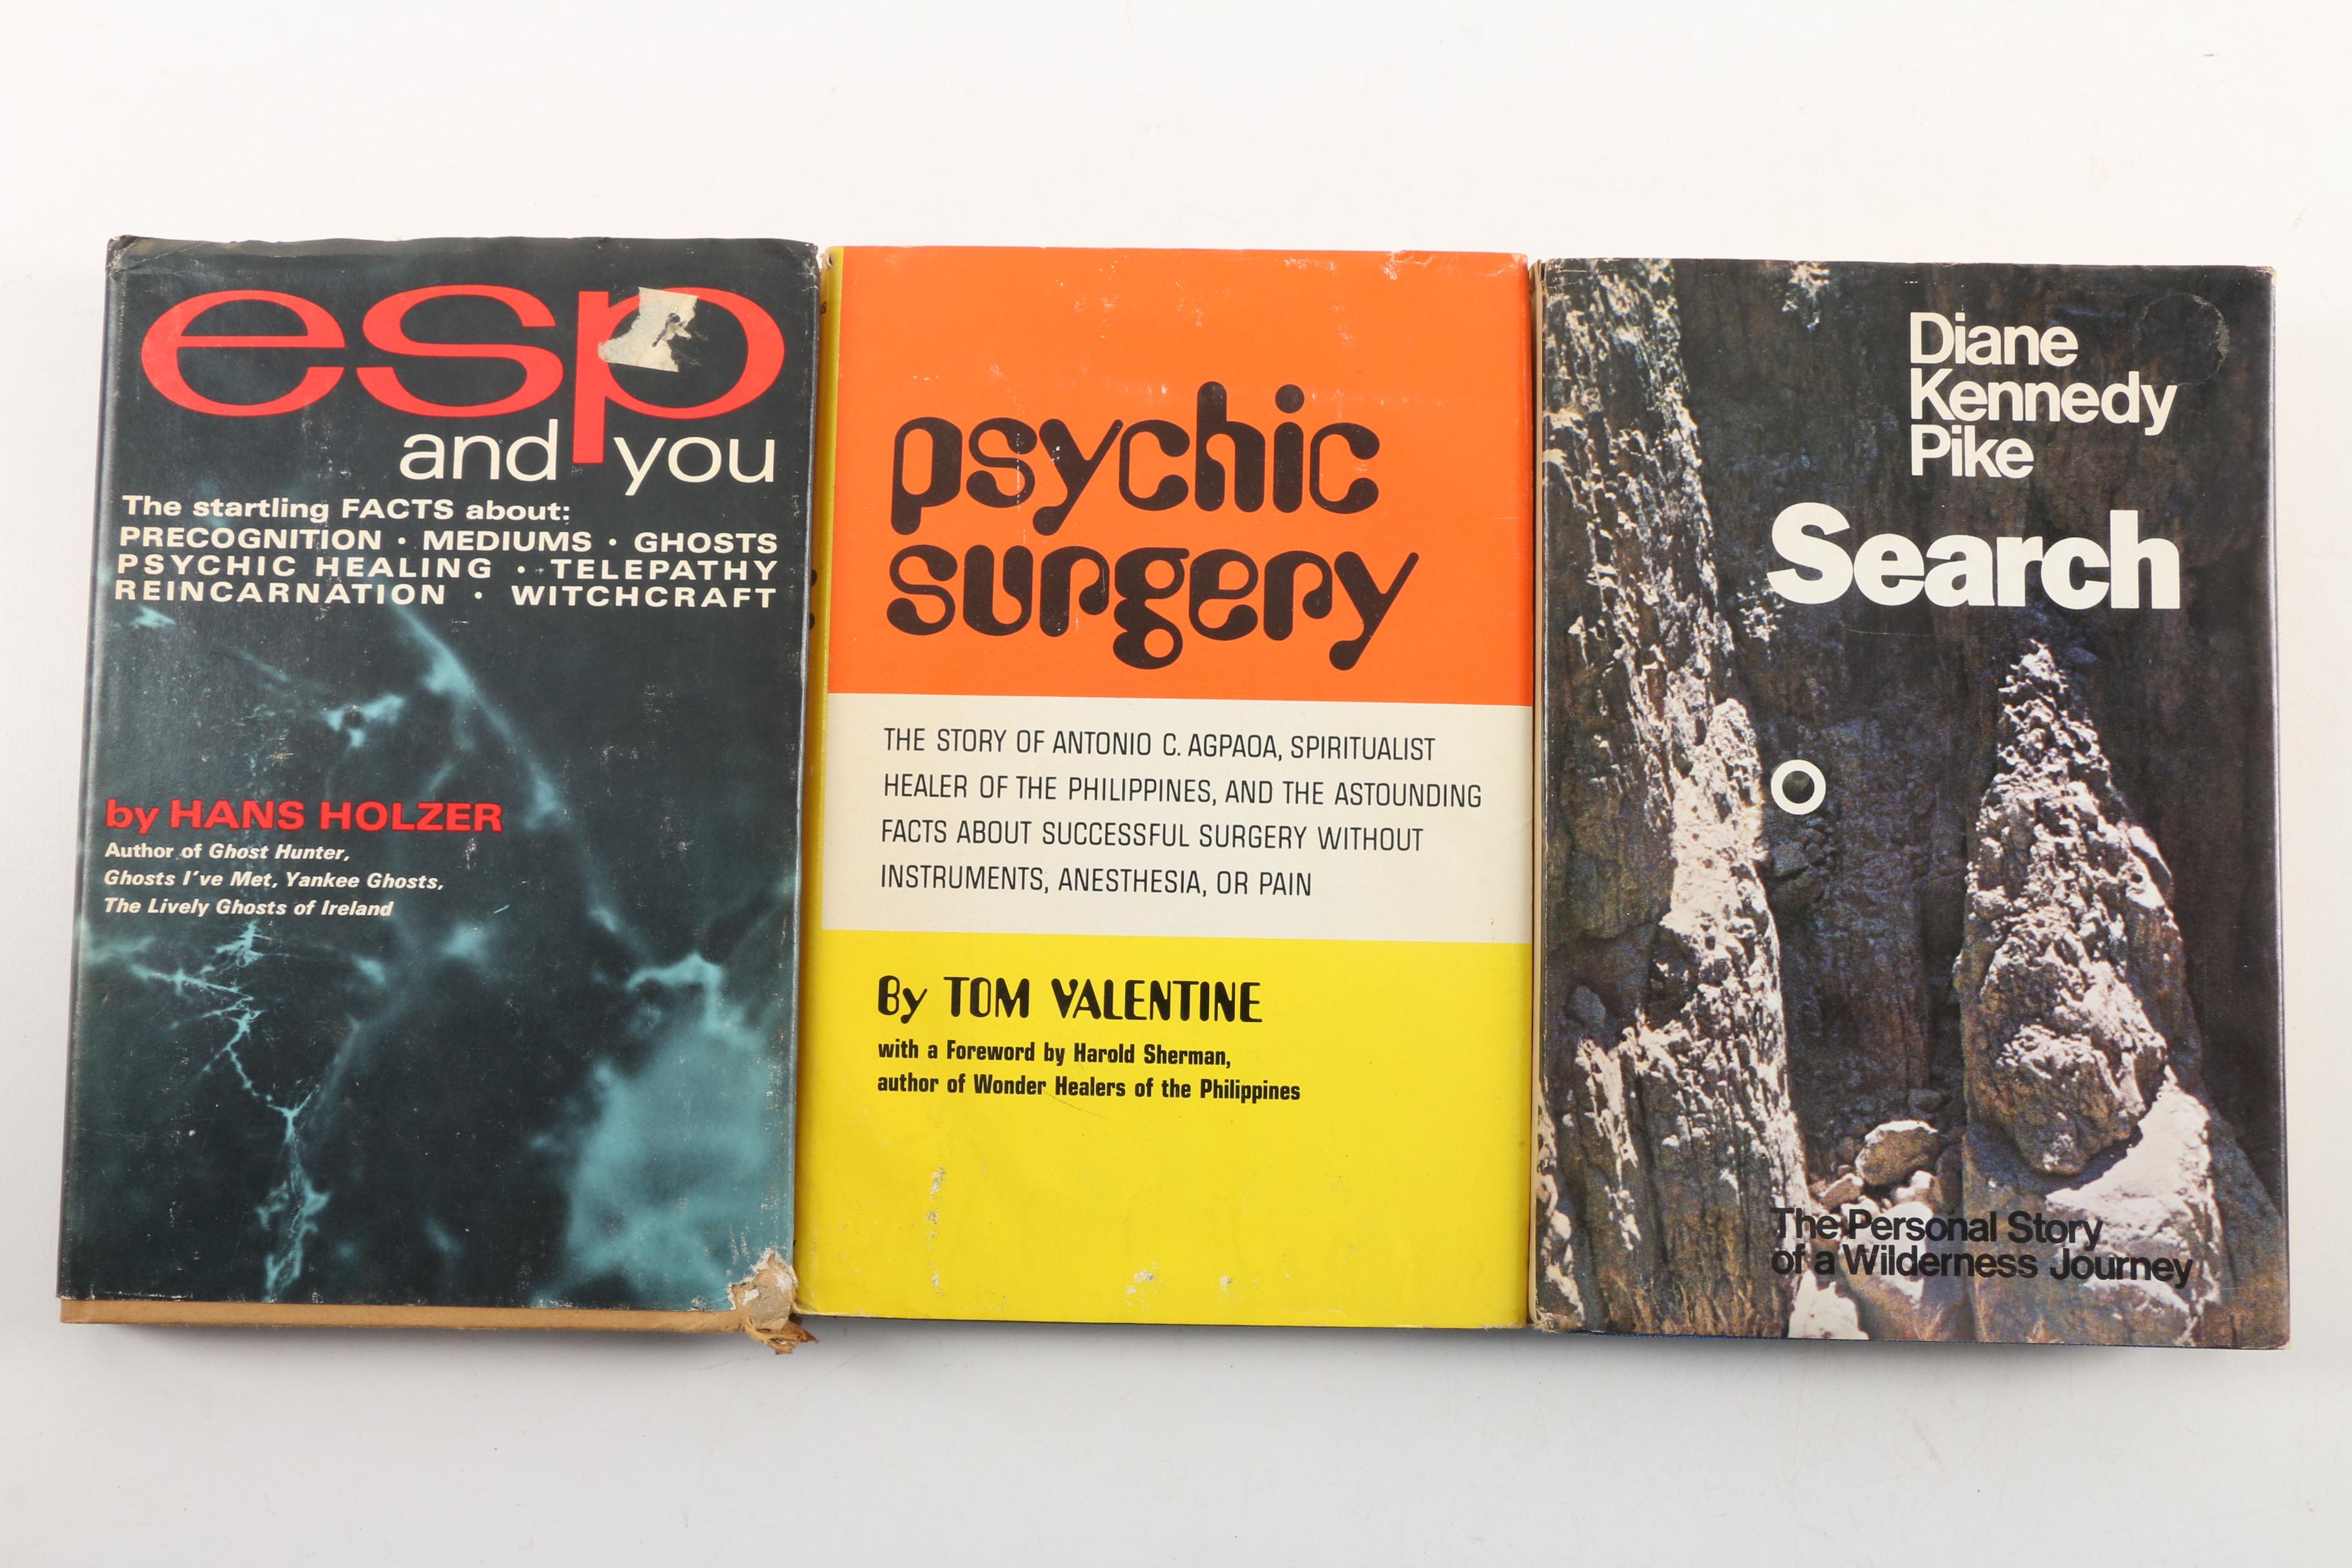 esp
and you
The startling FACTS about:
PRECOGNITION • MEDIUMS • GHOSTS
PSYCHIC HEALING • TELEPATHY
REINCARNATION • WITCHCRAFT
by HANS HOLZER
Author of Ghost Hunter,
Ghosts I've Met, Yankee Ghosts,
The Lively Ghosts of Ireland
psychic
surgery
THE STORY OF ANTONIO C. AGPAOA, SPIRITUALIST
HEALER OF THE PHILIPPINES, AND THE ASTOUNDING
FACTS ABOUT SUCCESSFUL SURGERY WITHOUT
INSTRUMENTS, ANESTHESIA, OR PAIN
By TOM VALENTINE
with a Foreword by Harold Sherman,
author of Wonder Healers of the Philippines
Diane
Kennedy
Pike
Search
The Personal Story
of a Wilderness Journey